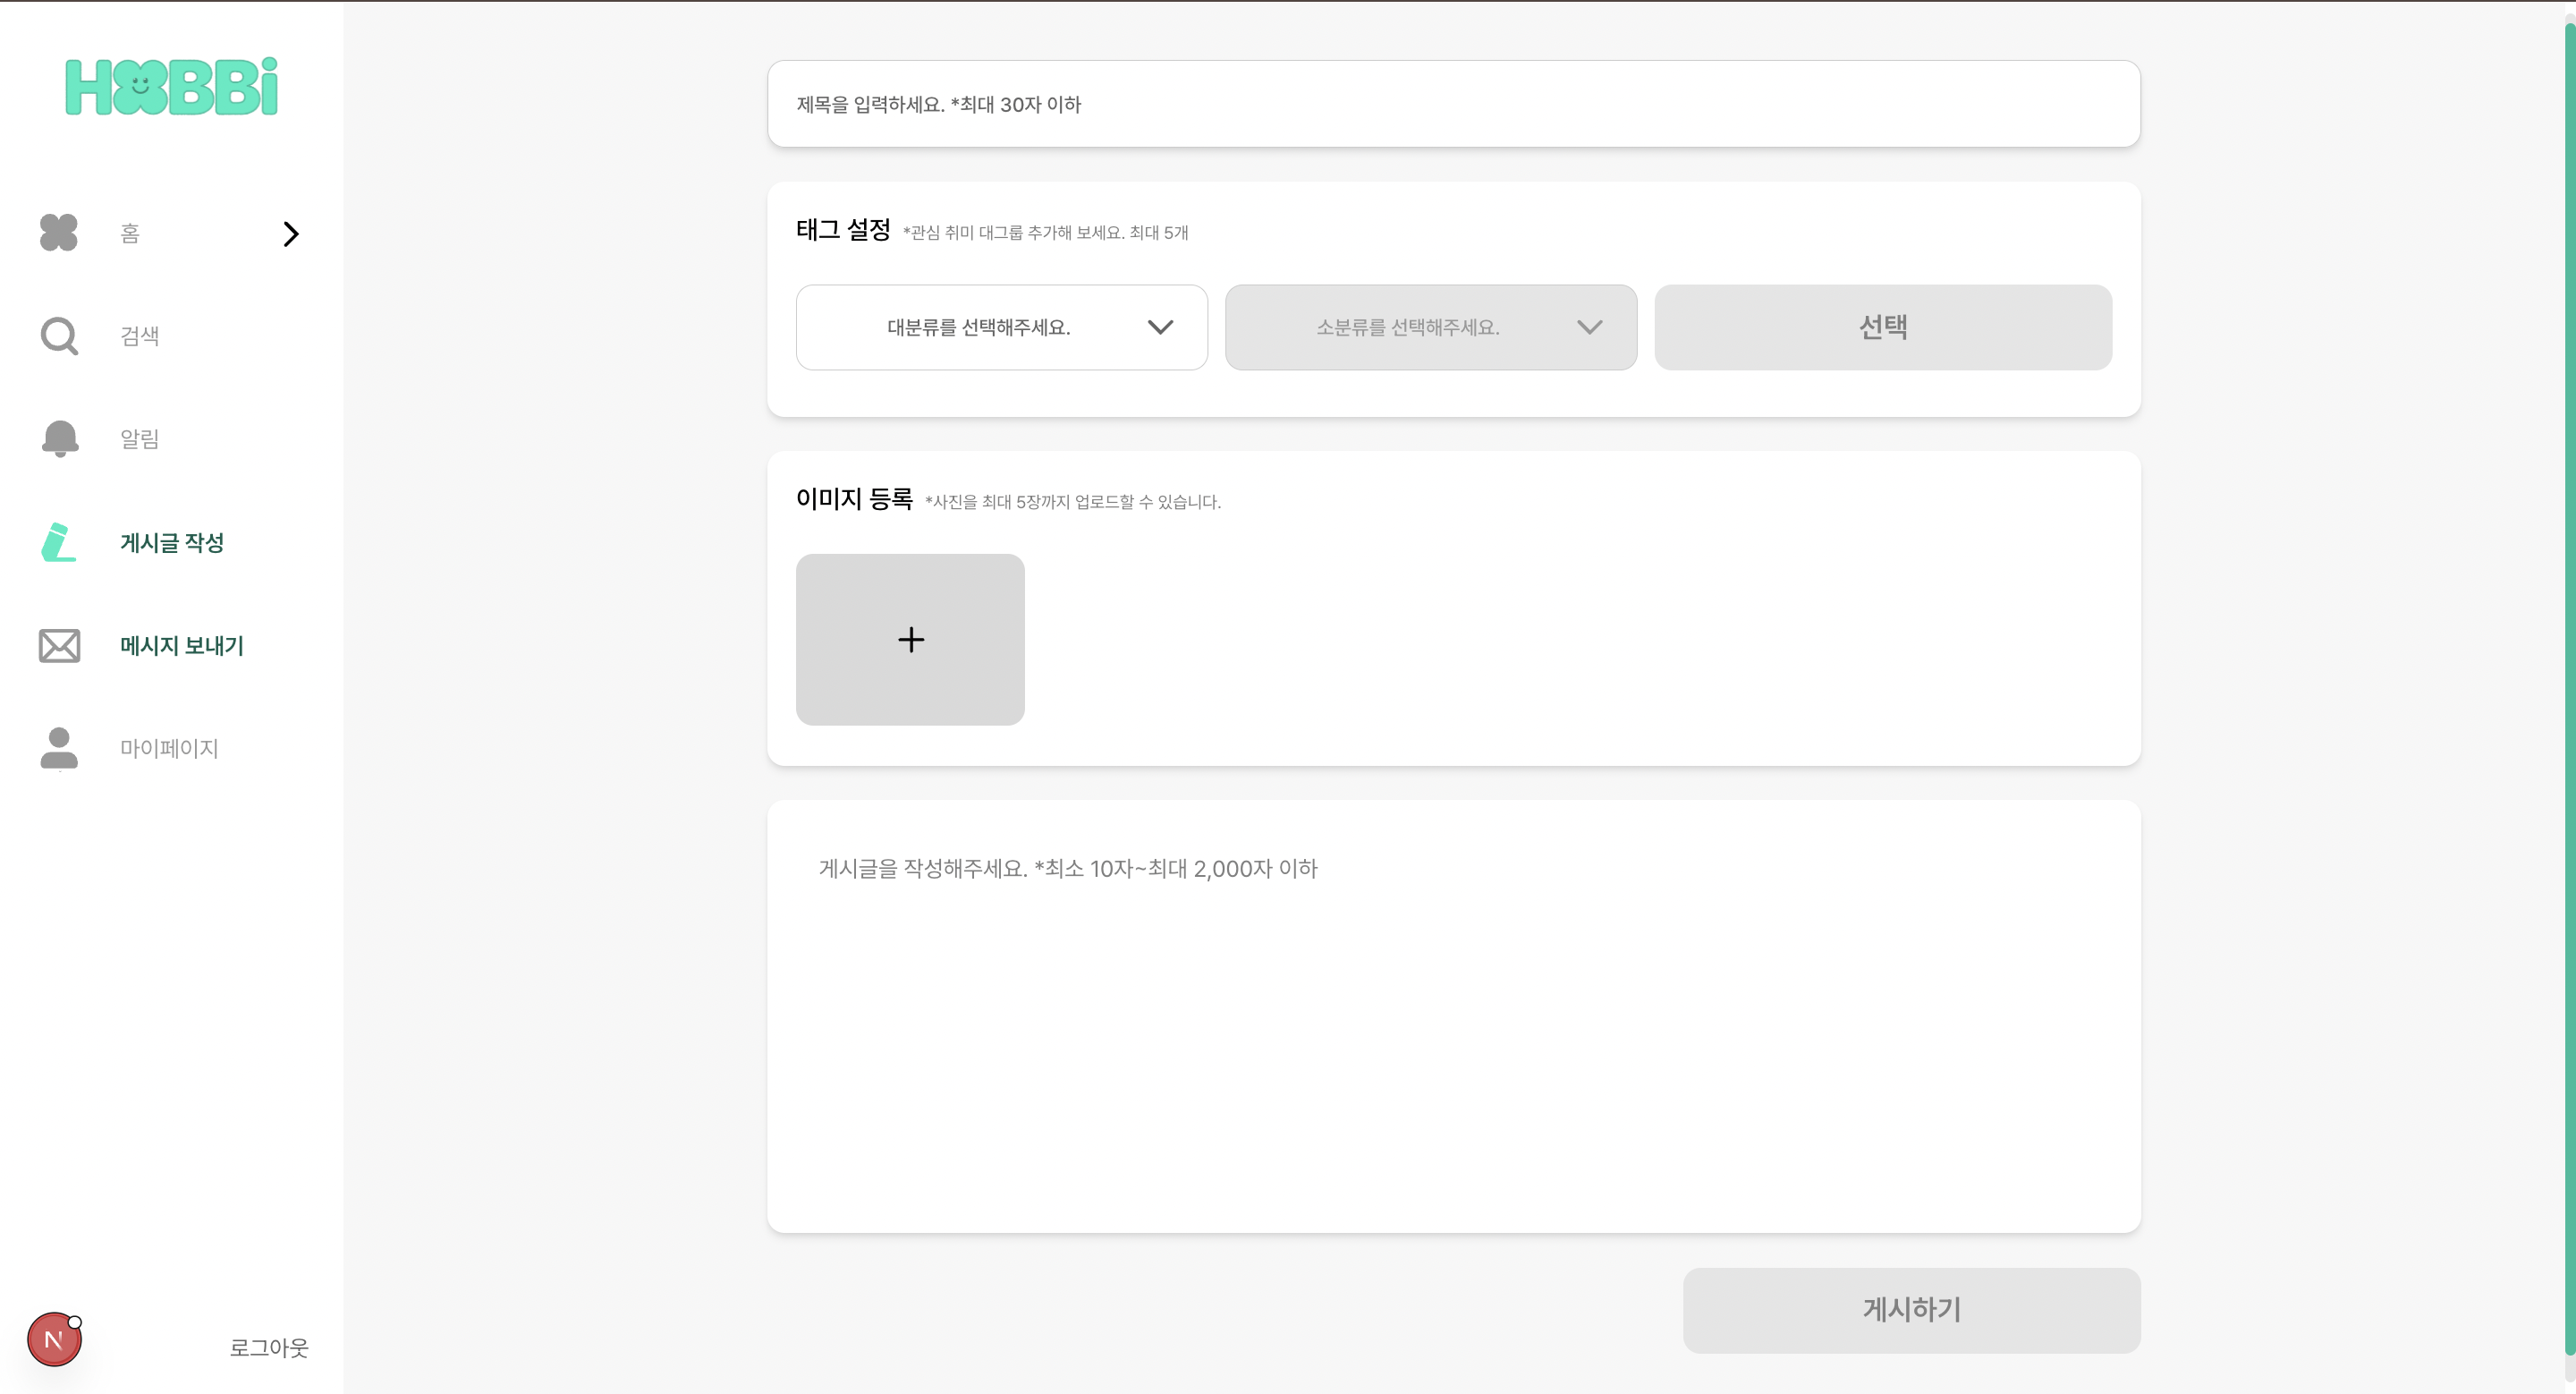 HOBBi
홈
검색
알림
게시글 작성
메시지 보내기
마이페이지
N
로그아웃
제목을 입력하세요. *최대 30자 이하
태그 설정 *관심 취미 대그룹 추가해 보세요. 최대 5개
대분류를 선택해주세요.
소분류를 선택해주세요.
선택
이미지 등록 *사진을 최대 5장까지 업로드할 수 있습니다.
게시글을 작성해주세요. *최소 10자~최대 2,000자 이하
게시하기